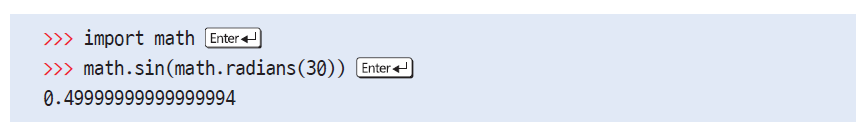 >>> import math Enter↵
>>> math.sin(math.radians(30)) Enter↵
0.49999999999999994